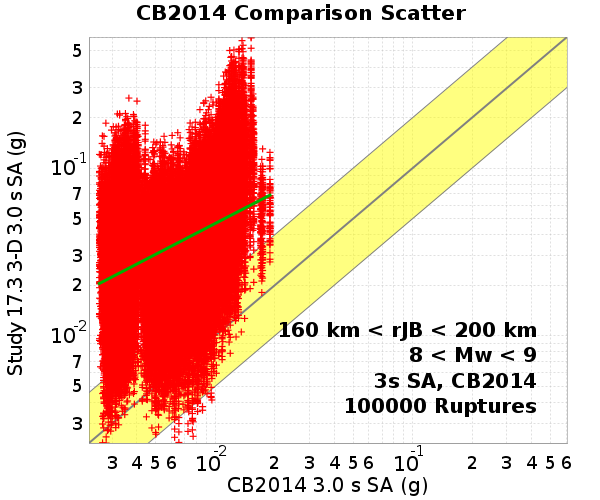 CB2014 Comparison Scatter
Study 17.3 3-D 3.0 s SA (g)
5
3
2
10⁻¹
7
5
3
2
10⁻²
7
5
3
160 km < rJB < 200 km
8 < Mw < 9
3s SA, CB2014
100000 Ruptures
3 4 5 6 10⁻² 2 3 4 5 6 10⁻¹ 2 3 4 5 6
CB2014 3.0 s SA (g)